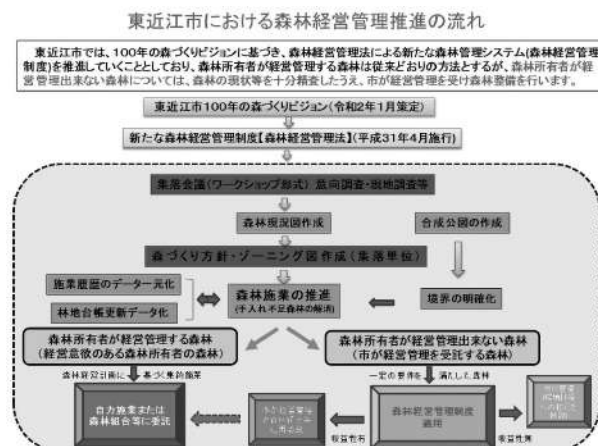 東近江市における森林経営管理推進の流れ
東近江市では、100年の森づくりビジョンに基づき、森林経営管理法による新たな森林管理システム(森林経営管理
制度)を推進していくこととしており、森林所有者が経営管理する森林は従来どおりの方法とするが、森林所有者が経
営管理出来ない森林については、森林の現状等を十分精査したうえ、市が経営管理を受け森林整備を行います。
東近江市100年の森づくりビジョン(令和2年1月策定)
新たな森林経営管理制度【森林経営管理法】(平成31年4月施行)
集落会議(ワークショップ形式) 意向調査・現地調査等
森林現況図作成
合成公図の作成
森づくり方針・ゾーニング図作成(集落単位)
施業履歴のデータ一元化
林地台帳更新データ化
森林施業の推進
(手入れ不足森林の解消)
境界の明確化
森林所有者が経営管理する森林
(経営意欲のある森林所有者の森林)
森林所有者が経営管理出来ない森林
(市が経営管理を受託する森林)
森林経営計画に基づく集約施業
一定の要件を満たした森林
自力施業または
森林組合等に委託
森林経営管理制度
適用
収益性有
収益性無